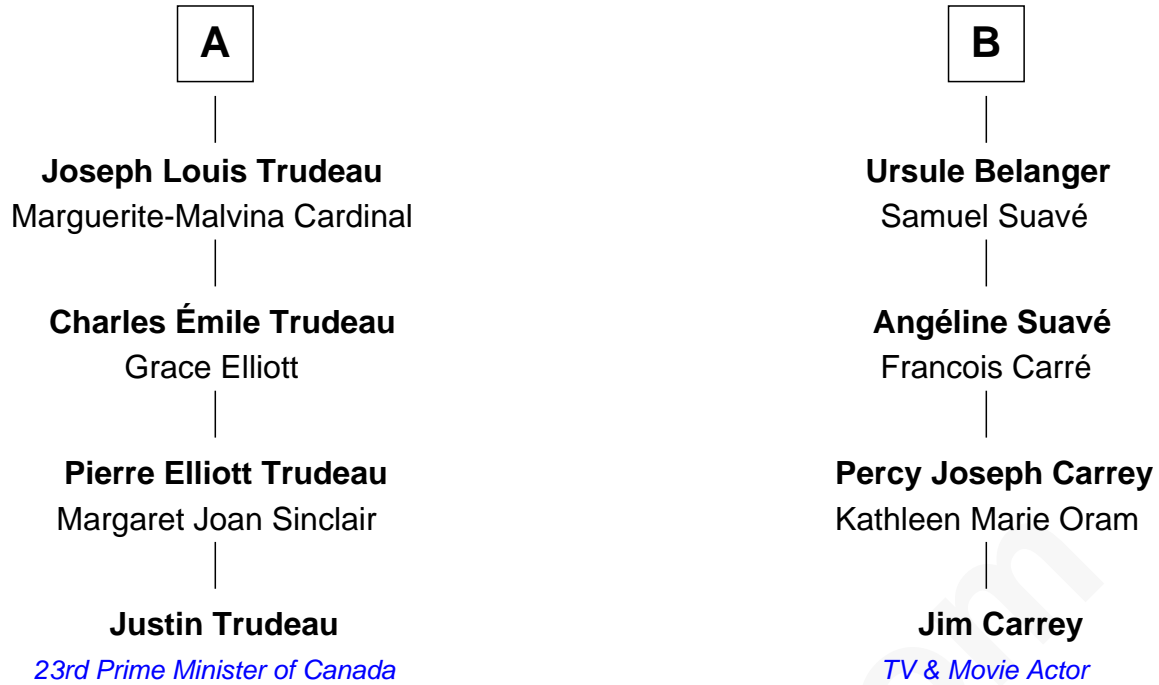 A
Joseph Louis Trudeau
Marguerite-Malvina Cardinal
Charles Émile Trudeau
Grace Elliott
Pierre Elliott Trudeau
Margaret Joan Sinclair
Justin Trudeau
23rd Prime Minister of Canada
B
Ursule Belanger
Samuel Suavé
Angéline Suavé
Francois Carré
Percy Joseph Carrey
Kathleen Marie Oram
Jim Carrey
TV & Movie Actor